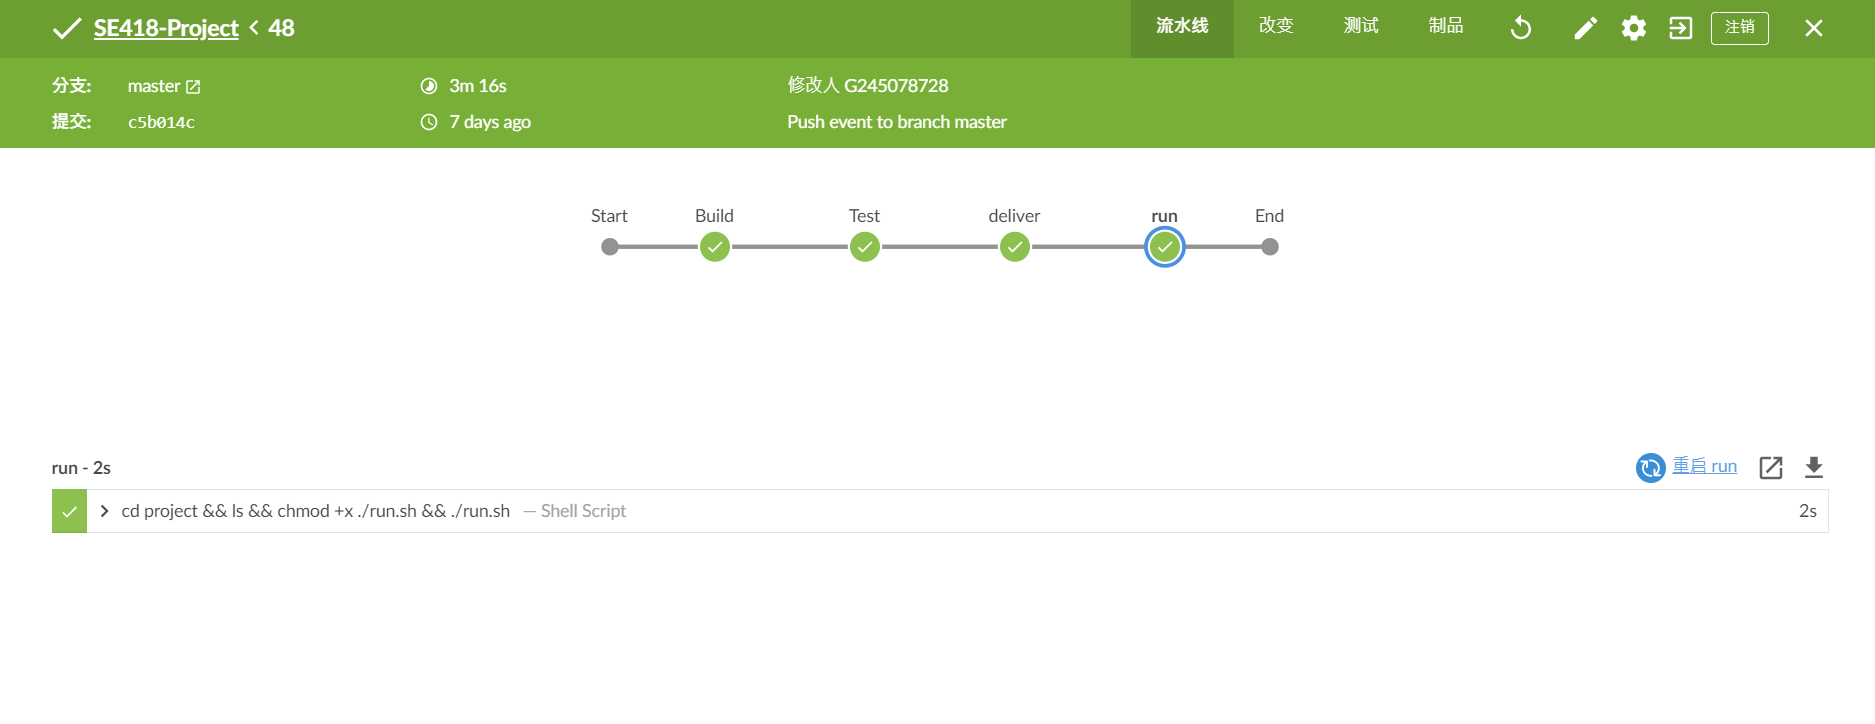 SE418-Project < 48
流水线 改变 测试 制品 注销
分支: master 3m 16s 修改人 G245078728
提交: c5b014c 7 days ago Push event to branch master
Start Build Test deliver run End
run - 2s 重启 run
cd project && ls && chmod +x ./run.sh && ./run.sh — Shell Script 2s